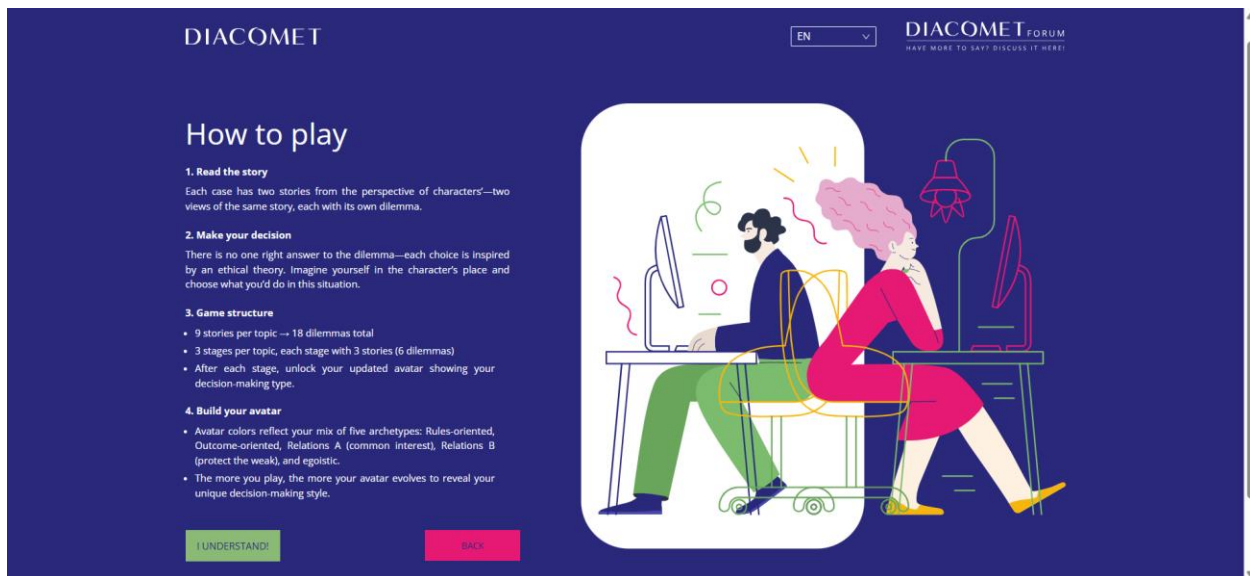 DIACOMET
EN
DIACOMET FORUM
HAVE MORE TO SAY? DISCUSS IT HERE!
How to play
1. Read the story
Each case has two stories from the perspective of characters'—two
views of the same story, each with its own dilemma.
2. Make your decision
There is no one right answer to the dilemma—each choice is inspired
by an ethical theory. Imagine yourself in the character's place and
choose what you'd do in this situation.
3. Game structure
• 9 stories per topic → 18 dilemmas total
• 3 stages per topic, each stage with 3 stories (6 dilemmas)
• After each stage, unlock your updated avatar showing your
decision-making type.
4. Build your avatar
• Avatar colors reflect your mix of five archetypes: Rules-oriented,
Outcome-oriented, Relations A (common interest), Relations B
(protect the weak), and egoistic.
• The more you play, the more your avatar evolves to reveal your
unique decision-making style.
I UNDERSTAND!
BACK